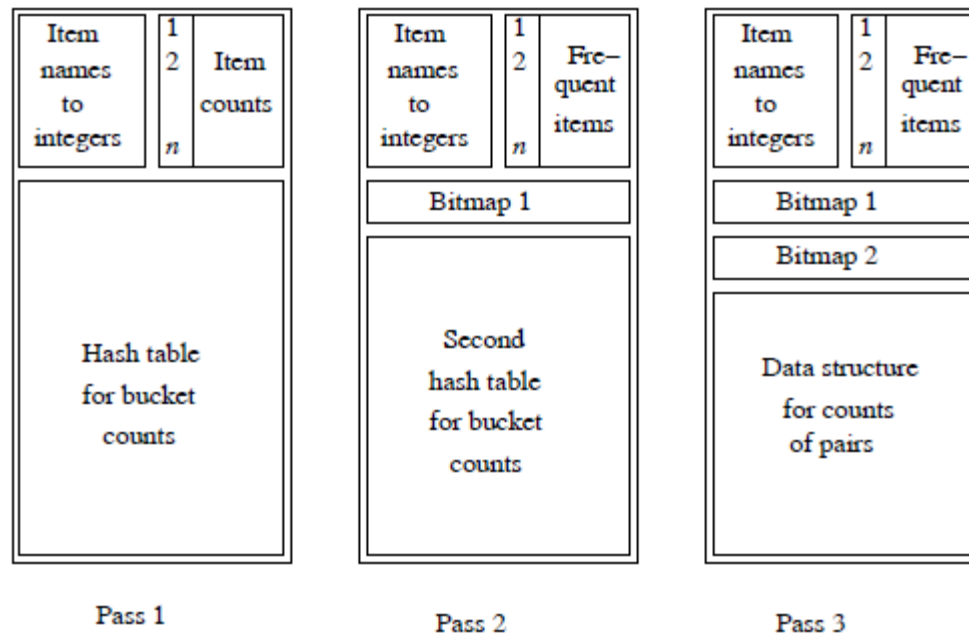 Item
names
to
integers
1
2
n
Item
counts
Hash table
for bucket
counts
Pass 1
Item
names
to
integers
1
2
n
Fre–
quent
items
Bitmap 1
Second
hash table
for bucket
counts
Pass 2
Item
names
to
integers
1
2
n
Fre–
quent
items
Bitmap 1
Bitmap 2
Data structure
for counts
of pairs
Pass 3